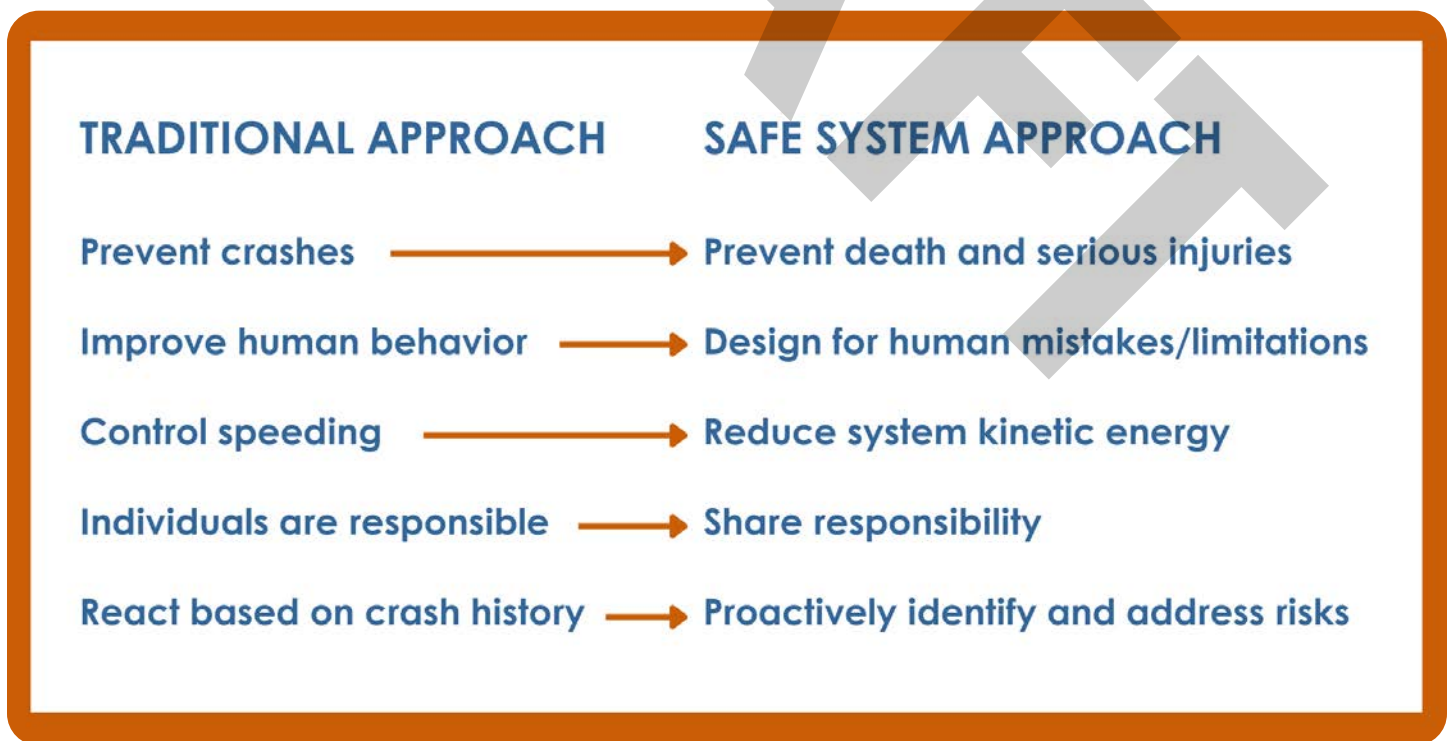 TRADITIONAL APPROACH SAFE SYSTEM APPROACH
Prevent crashes Prevent death and serious injuries
Improve human behavior Design for human mistakes/limitations
Control speeding Reduce system kinetic energy
Individuals are responsible Share responsibility
React based on crash history Proactively identify and address risks